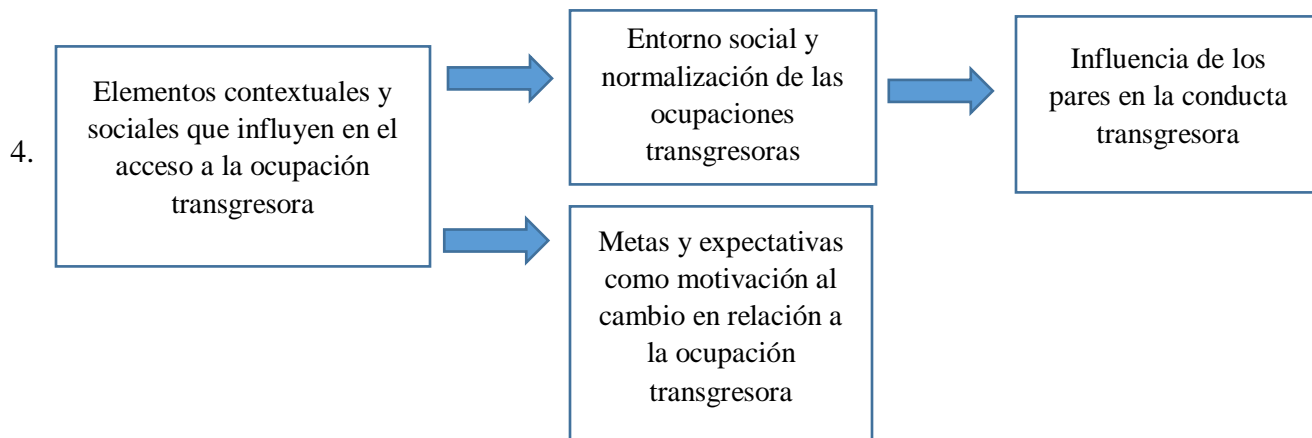 4.
Elementos contextuales y
sociales que influyen en el
acceso a la ocupación
transgresora
Entorno social y
normalización de las
ocupaciones
transgresoras
Influencia de los
pares en la conducta
transgresora
Metas y expectativas
como motivación al
cambio en relación a
la ocupación
transgresora